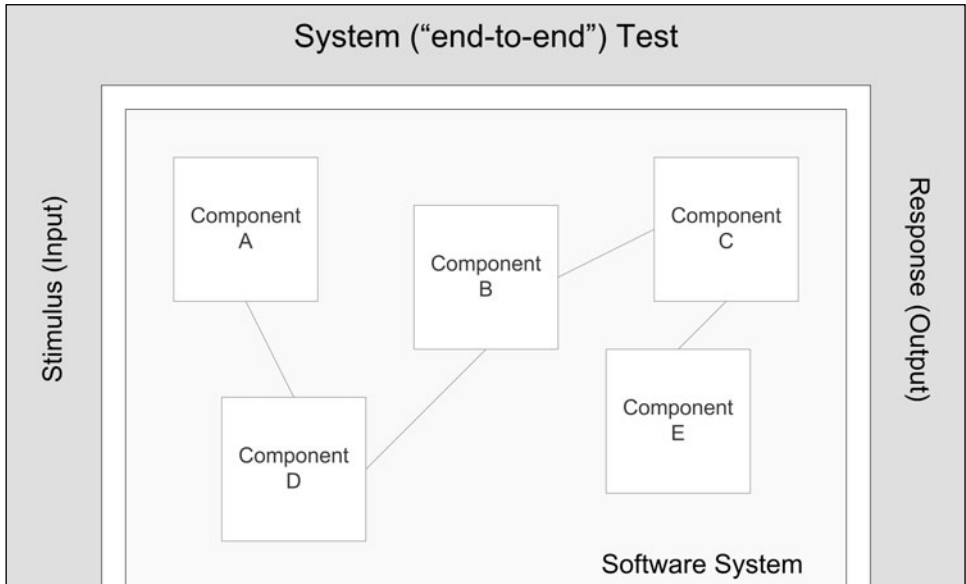 System (“end-to-end”) Test
Stimulus (Input)
Component
A
Component
B
Component
C
Component
D
Component
E
Software System
Response (Output)